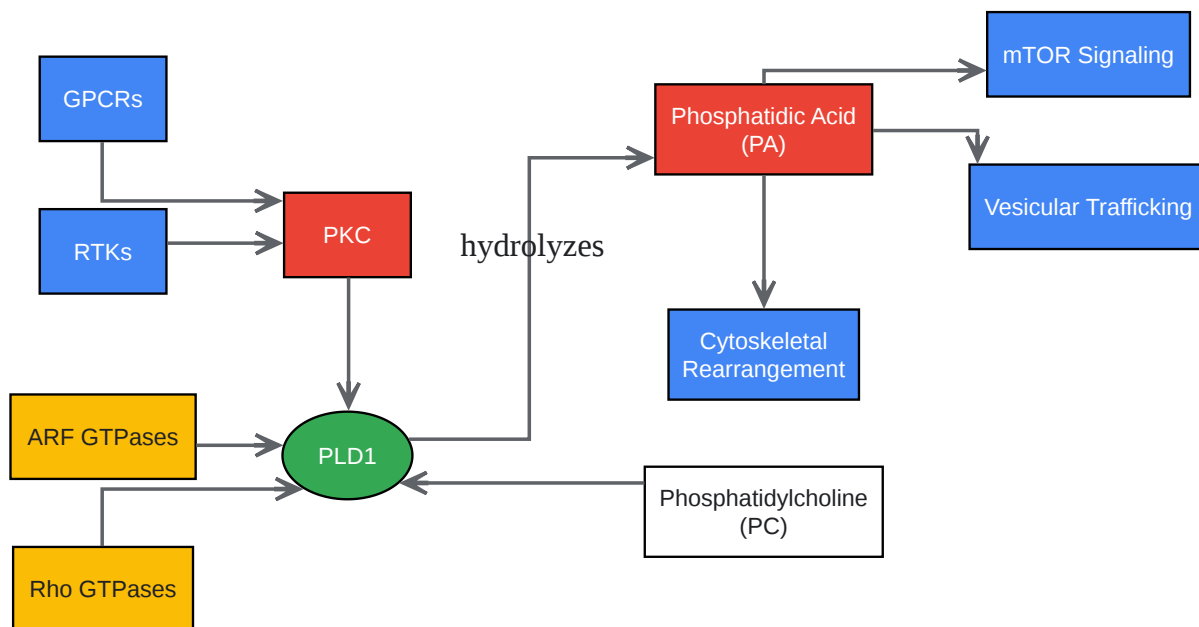 GPCRs
RTKs
PKC
hydrolyzes
Phosphatidic Acid
(PA)
mTOR Signaling
Vesicular Trafficking
Cytoskeletal
Rearrangement
ARF GTPases
PLD1
Phosphatidylcholine
(PC)
Rho GTPases